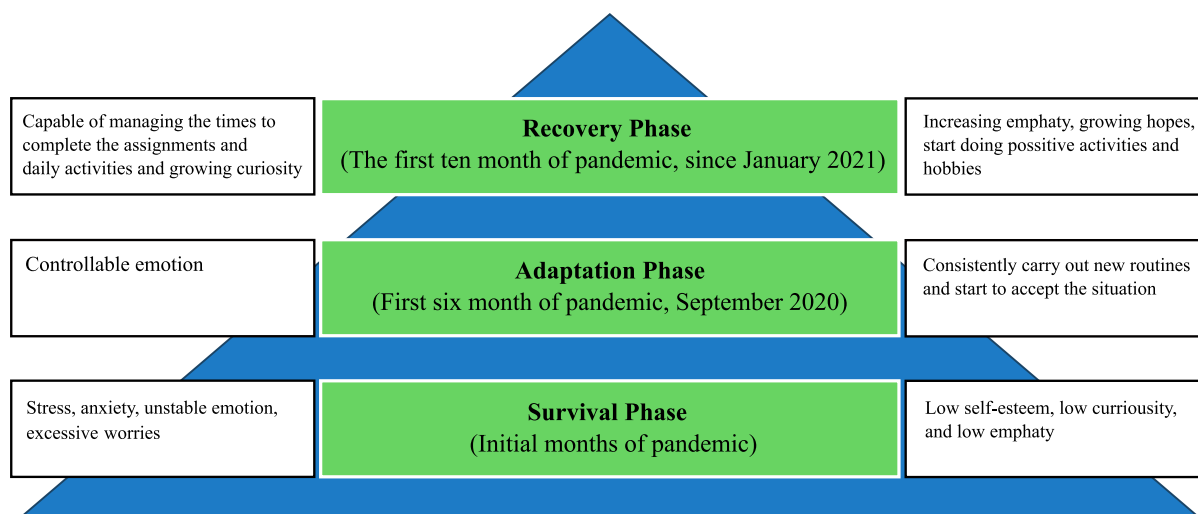 Capable of managing the times to
complete the assignments and
daily activities and growing curiosity
Recovery Phase
(The first ten month of pandemic, since January 2021)
Increasing emphaty, growing hopes,
start doing possitive activities and
hobbies
Controllable emotion
Adaptation Phase
(First six month of pandemic, September 2020)
Consistently carry out new routines
and start to accept the situation
Stress, anxiety, unstable emotion,
excessive worries
Survival Phase
(Initial months of pandemic)
Low self-esteem, low curriousity,
and low emphaty